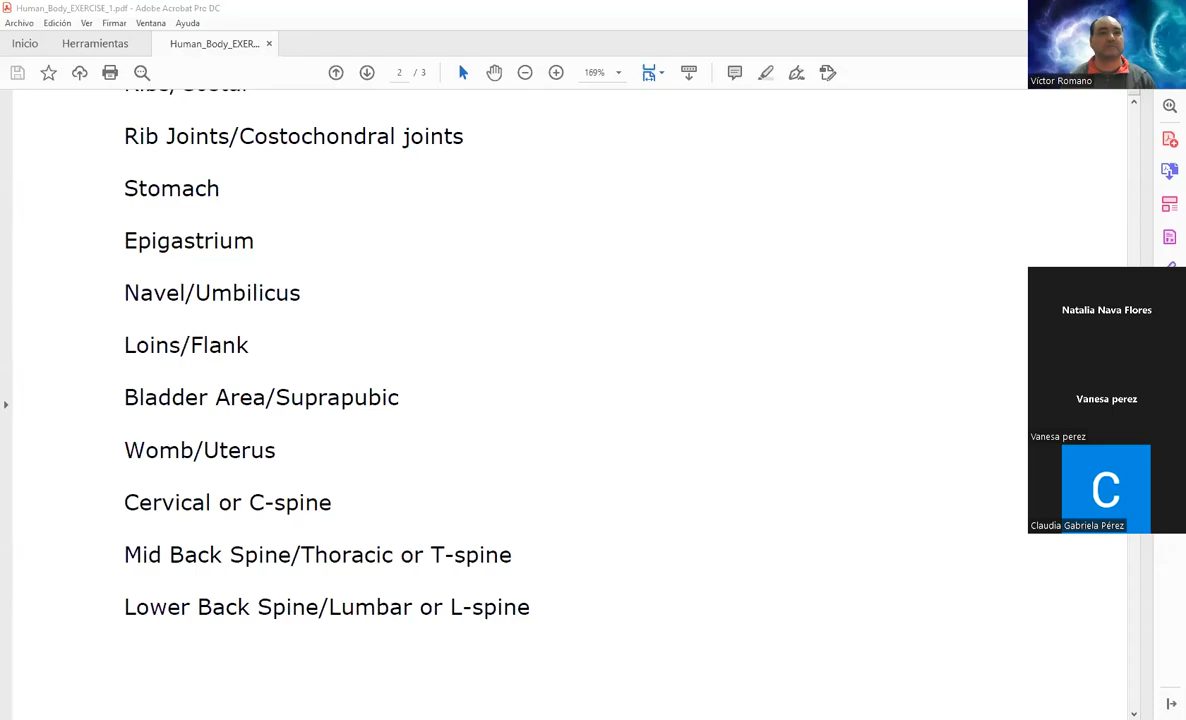 Human_Body_EXERCISE_1.pdf - Adobe Acrobat Pro DC
Archivo Edición Ver Firmar Ventana Ayuda
Inicio Herramientas Human_Body_EXER... ×
2 / 3 169%
Víctor Romano
Ribs/Costal
Rib Joints/Costochondral joints
Stomach
Epigastrium
Navel/Umbilicus
Natalia Nava Flores
Loins/Flank
Bladder Area/Suprapubic
Vanesa perez
Vanesa perez
Womb/Uterus
C
Cervical or C-spine
Claudia Gabriela Pérez
Mid Back Spine/Thoracic or T-spine
Lower Back Spine/Lumbar or L-spine